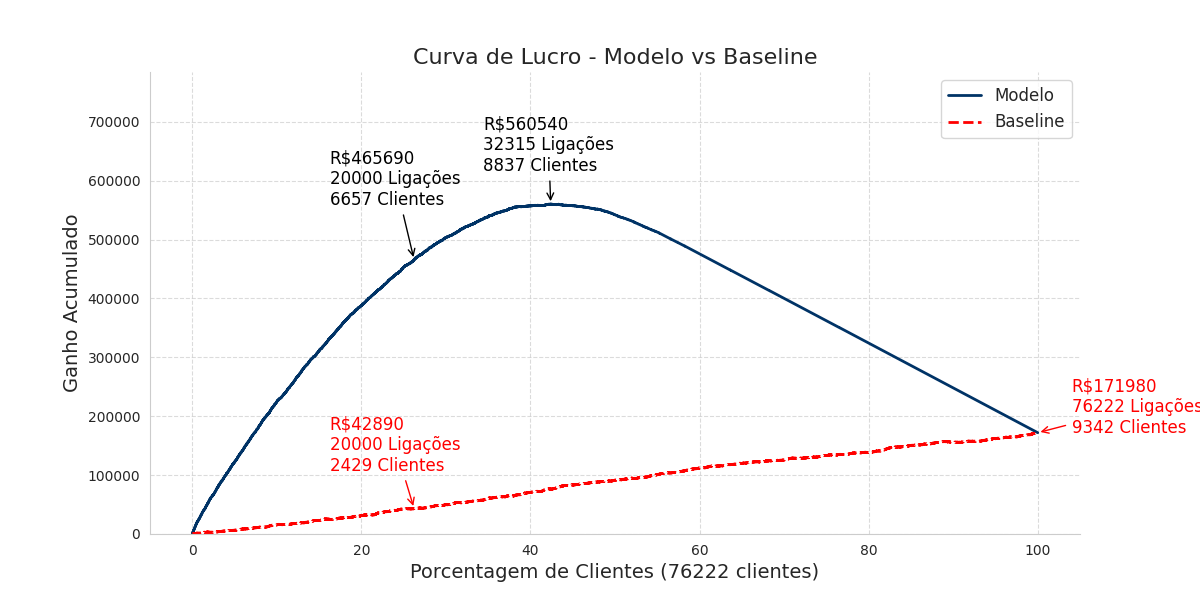 Curva de Lucro - Modelo vs Baseline
Modelo
Baseline
Ganho Acumulado
700000
600000
500000
400000
300000
200000
100000
0
R$465690
20000 Ligações
6657 Clientes
R$560540
32315 Ligações
8837 Clientes
R$42890
20000 Ligações
2429 Clientes
R$171980
76222 Ligações
9342 Clientes
0
20
40
60
80
100
Porcentagem de Clientes (76222 clientes)